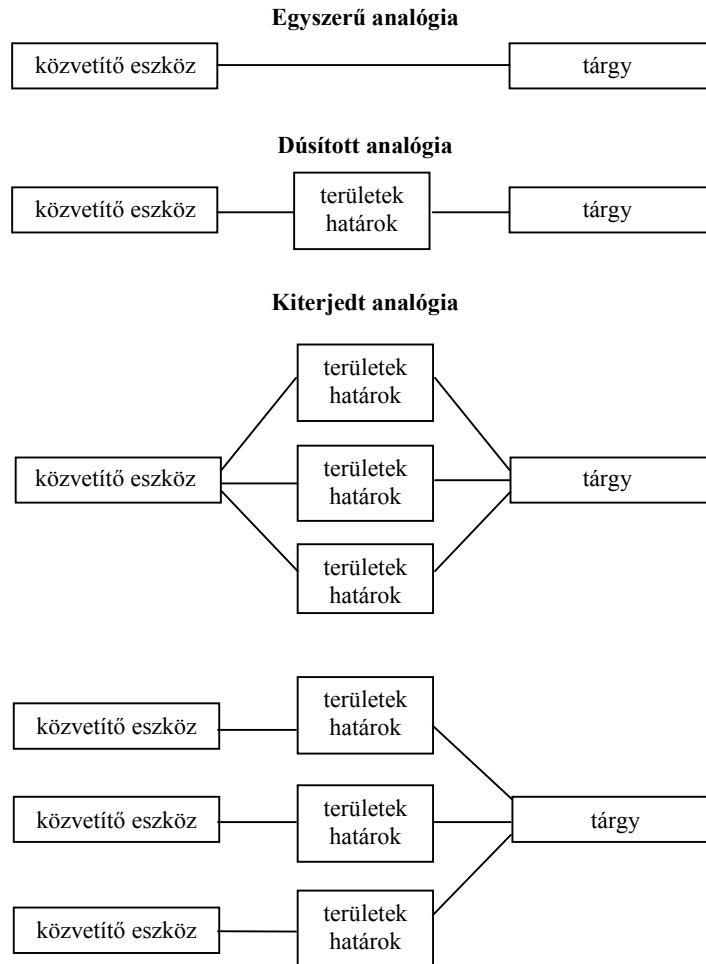 Egyszerű analógia
közvetítő eszköz
tárgy
Dúsított analógia
közvetítő eszköz
területek
határok
tárgy
Kiterjedt analógia
területek
határok
közvetítő eszköz
területek
határok
tárgy
területek
határok
közvetítő eszköz
területek
határok
közvetítő eszköz
területek
határok
tárgy
közvetítő eszköz
területek
határok